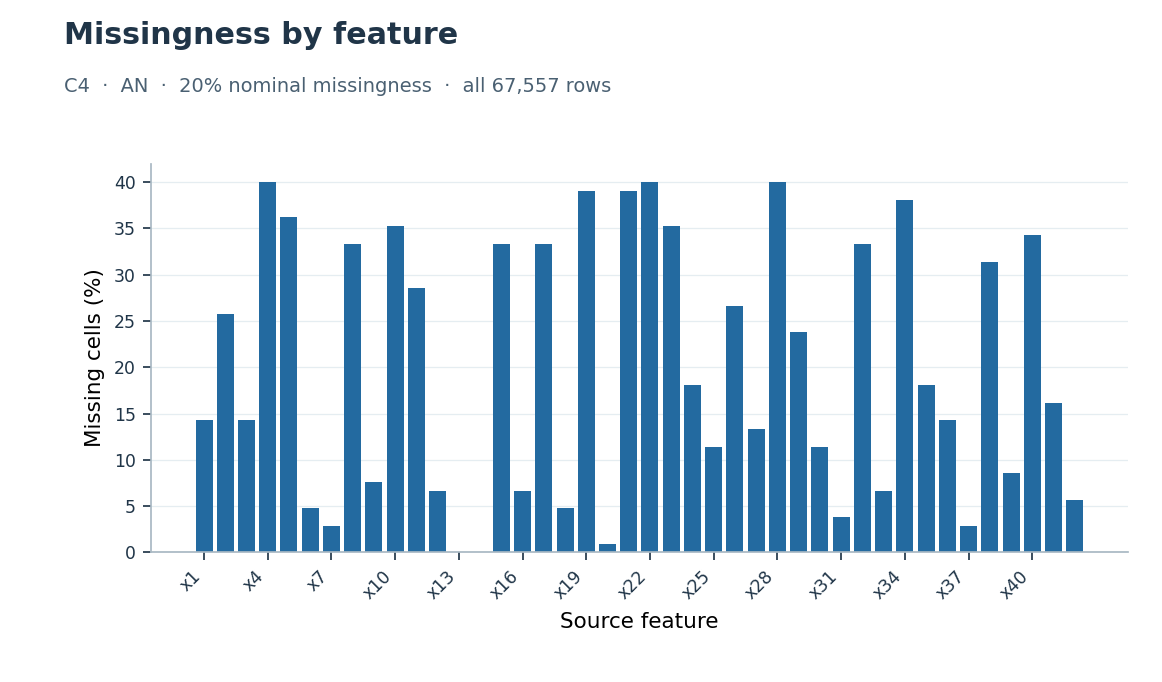 Missingness by feature
C4 · AN · 20% nominal missingness · all 67,557 rows
Missing cells (%)
40
35
30
25
20
15
10
5
0
x1 x4 x7 x10 x13 x16 x19 x22 x25 x28 x31 x34 x37 x40
Source feature